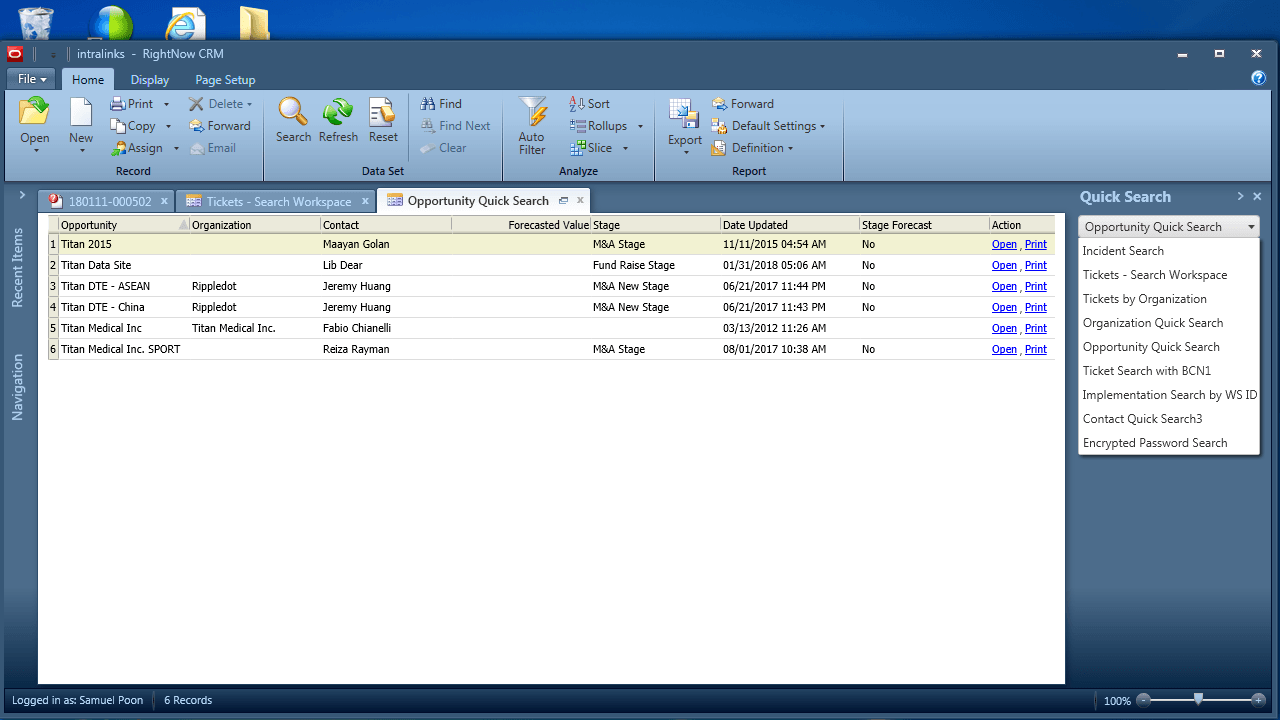 intralinks - RightNow CRM
File
Home
Display
Page Setup
Open
New
Print
Copy
Assign
Delete
Forward
Email
Record
Search
Refresh
Reset
Find
Find Next
Clear
Data Set
Auto
Filter
Sort
Rollups
Slice
Analyze
Export
Forward
Default Settings
Definition
Report
Recent Items
Navigation
180111-000502
Tickets - Search Workspace
Opportunity Quick Search
Opportunity Organization Contact Forecasted Value Stage Date Updated Stage Forecast Action
1 Titan 2015 Maayan Golan M&A Stage 11/11/2015 04:54 AM No Open , Print
2 Titan Data Site Lib Dear Fund Raise Stage 01/31/2018 05:06 AM No Open , Print
3 Titan DTE - ASEAN Rippledot Jeremy Huang M&A New Stage 06/21/2017 11:44 PM No Open , Print
4 Titan DTE - China Rippledot Jeremy Huang M&A New Stage 06/21/2017 11:43 PM No Open , Print
5 Titan Medical Inc Titan Medical Inc. Fabio Chianelli 03/13/2012 11:26 AM Open , Print
6 Titan Medical Inc. SPORT Reiza Rayman M&A Stage 08/01/2017 10:38 AM No Open , Print
Quick Search
Opportunity Quick Search
Incident Search
Tickets - Search Workspace
Tickets by Organization
Organization Quick Search
Opportunity Quick Search
Ticket Search with BCN1
Implementation Search by WS ID
Contact Quick Search3
Encrypted Password Search
Logged in as: Samuel Poon
6 Records
100%